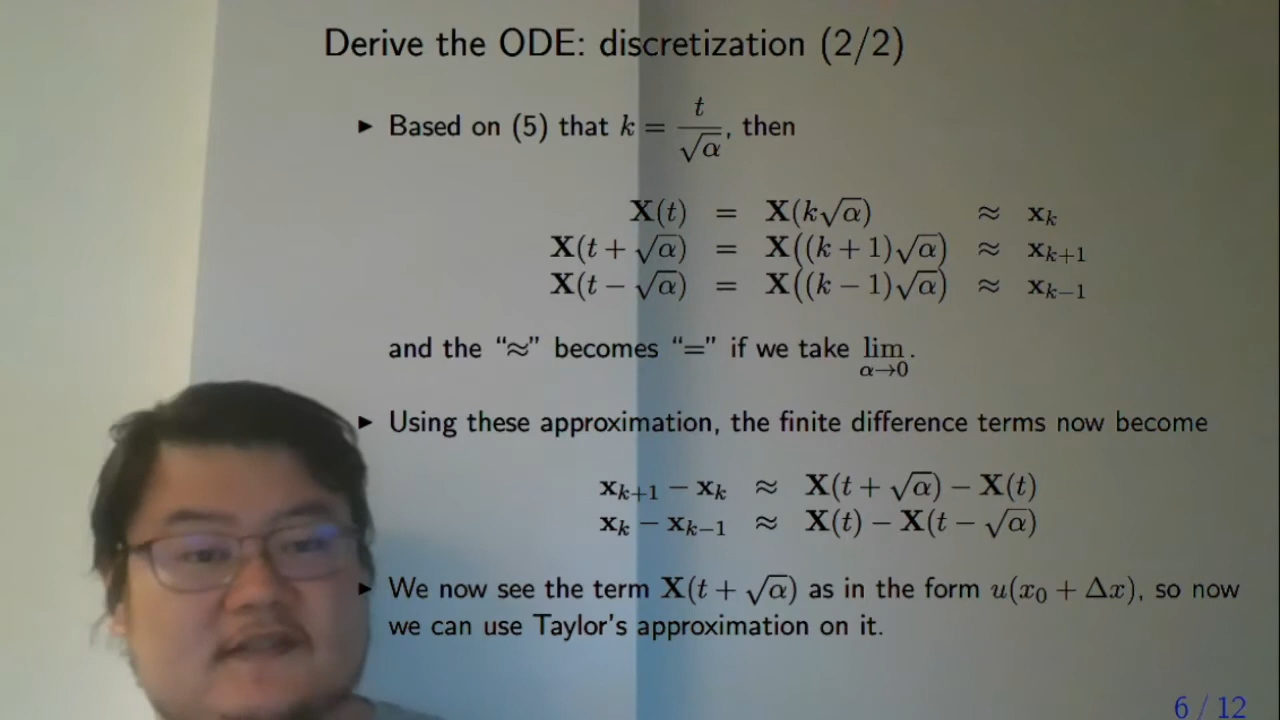 Derive the ODE: discretization (2/2)
▶ Based on (5) that k = t/√α, then
X(t) = X(k√α) ≈ x_k
X(t + √α) = X((k + 1)√α) ≈ x_{k+1}
X(t − √α) = X((k − 1)√α) ≈ x_{k−1}
and the “≈” becomes “=” if we take lim_{α→0}.
▶ Using these approximation, the finite difference terms now become
x_{k+1} − x_k ≈ X(t + √α) − X(t)
x_k − x_{k−1} ≈ X(t) − X(t − √α)
▶ We now see the term X(t + √α) as in the form u(x_0 + Δx), so now
we can use Taylor's approximation on it.
6 / 12